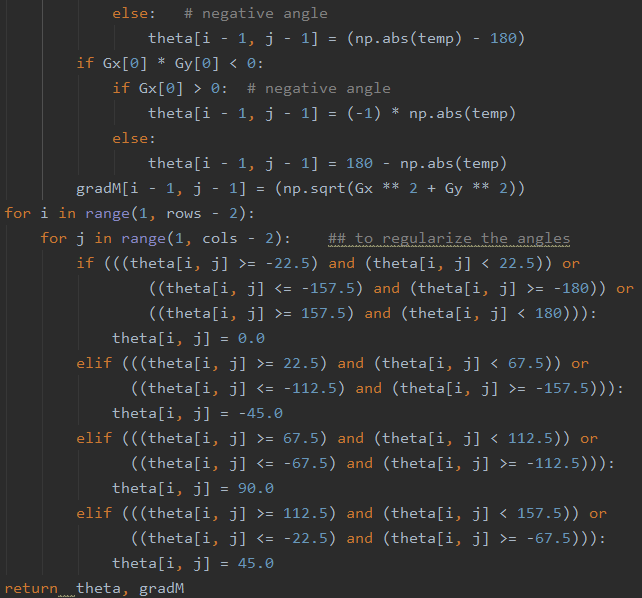 else:   # negative angle
theta[i - 1, j - 1] = (np.abs(temp) - 180)
if Gx[0] * Gy[0] < 0:
if Gx[0] > 0:  # negative angle
theta[i - 1, j - 1] = (-1) * np.abs(temp)
else:
theta[i - 1, j - 1] = 180 - np.abs(temp)
gradM[i - 1, j - 1] = (np.sqrt(Gx ** 2 + Gy ** 2))
for i in range(1, rows - 2):
for j in range(1, cols - 2):    ## to regularize the angles
if (((theta[i, j] >= -22.5) and (theta[i, j] < 22.5)) or
((theta[i, j] <= -157.5) and (theta[i, j] >= -180)) or
((theta[i, j] >= 157.5) and (theta[i, j] < 180))):
theta[i, j] = 0.0
elif (((theta[i, j] >= 22.5) and (theta[i, j] < 67.5)) or
((theta[i, j] <= -112.5) and (theta[i, j] >= -157.5))):
theta[i, j] = -45.0
elif (((theta[i, j] >= 67.5) and (theta[i, j] < 112.5)) or
((theta[i, j] <= -67.5) and (theta[i, j] >= -112.5))):
theta[i, j] = 90.0
elif (((theta[i, j] >= 112.5) and (theta[i, j] < 157.5)) or
((theta[i, j] <= -22.5) and (theta[i, j] >= -67.5))):
theta[i, j] = 45.0
return  theta, gradM